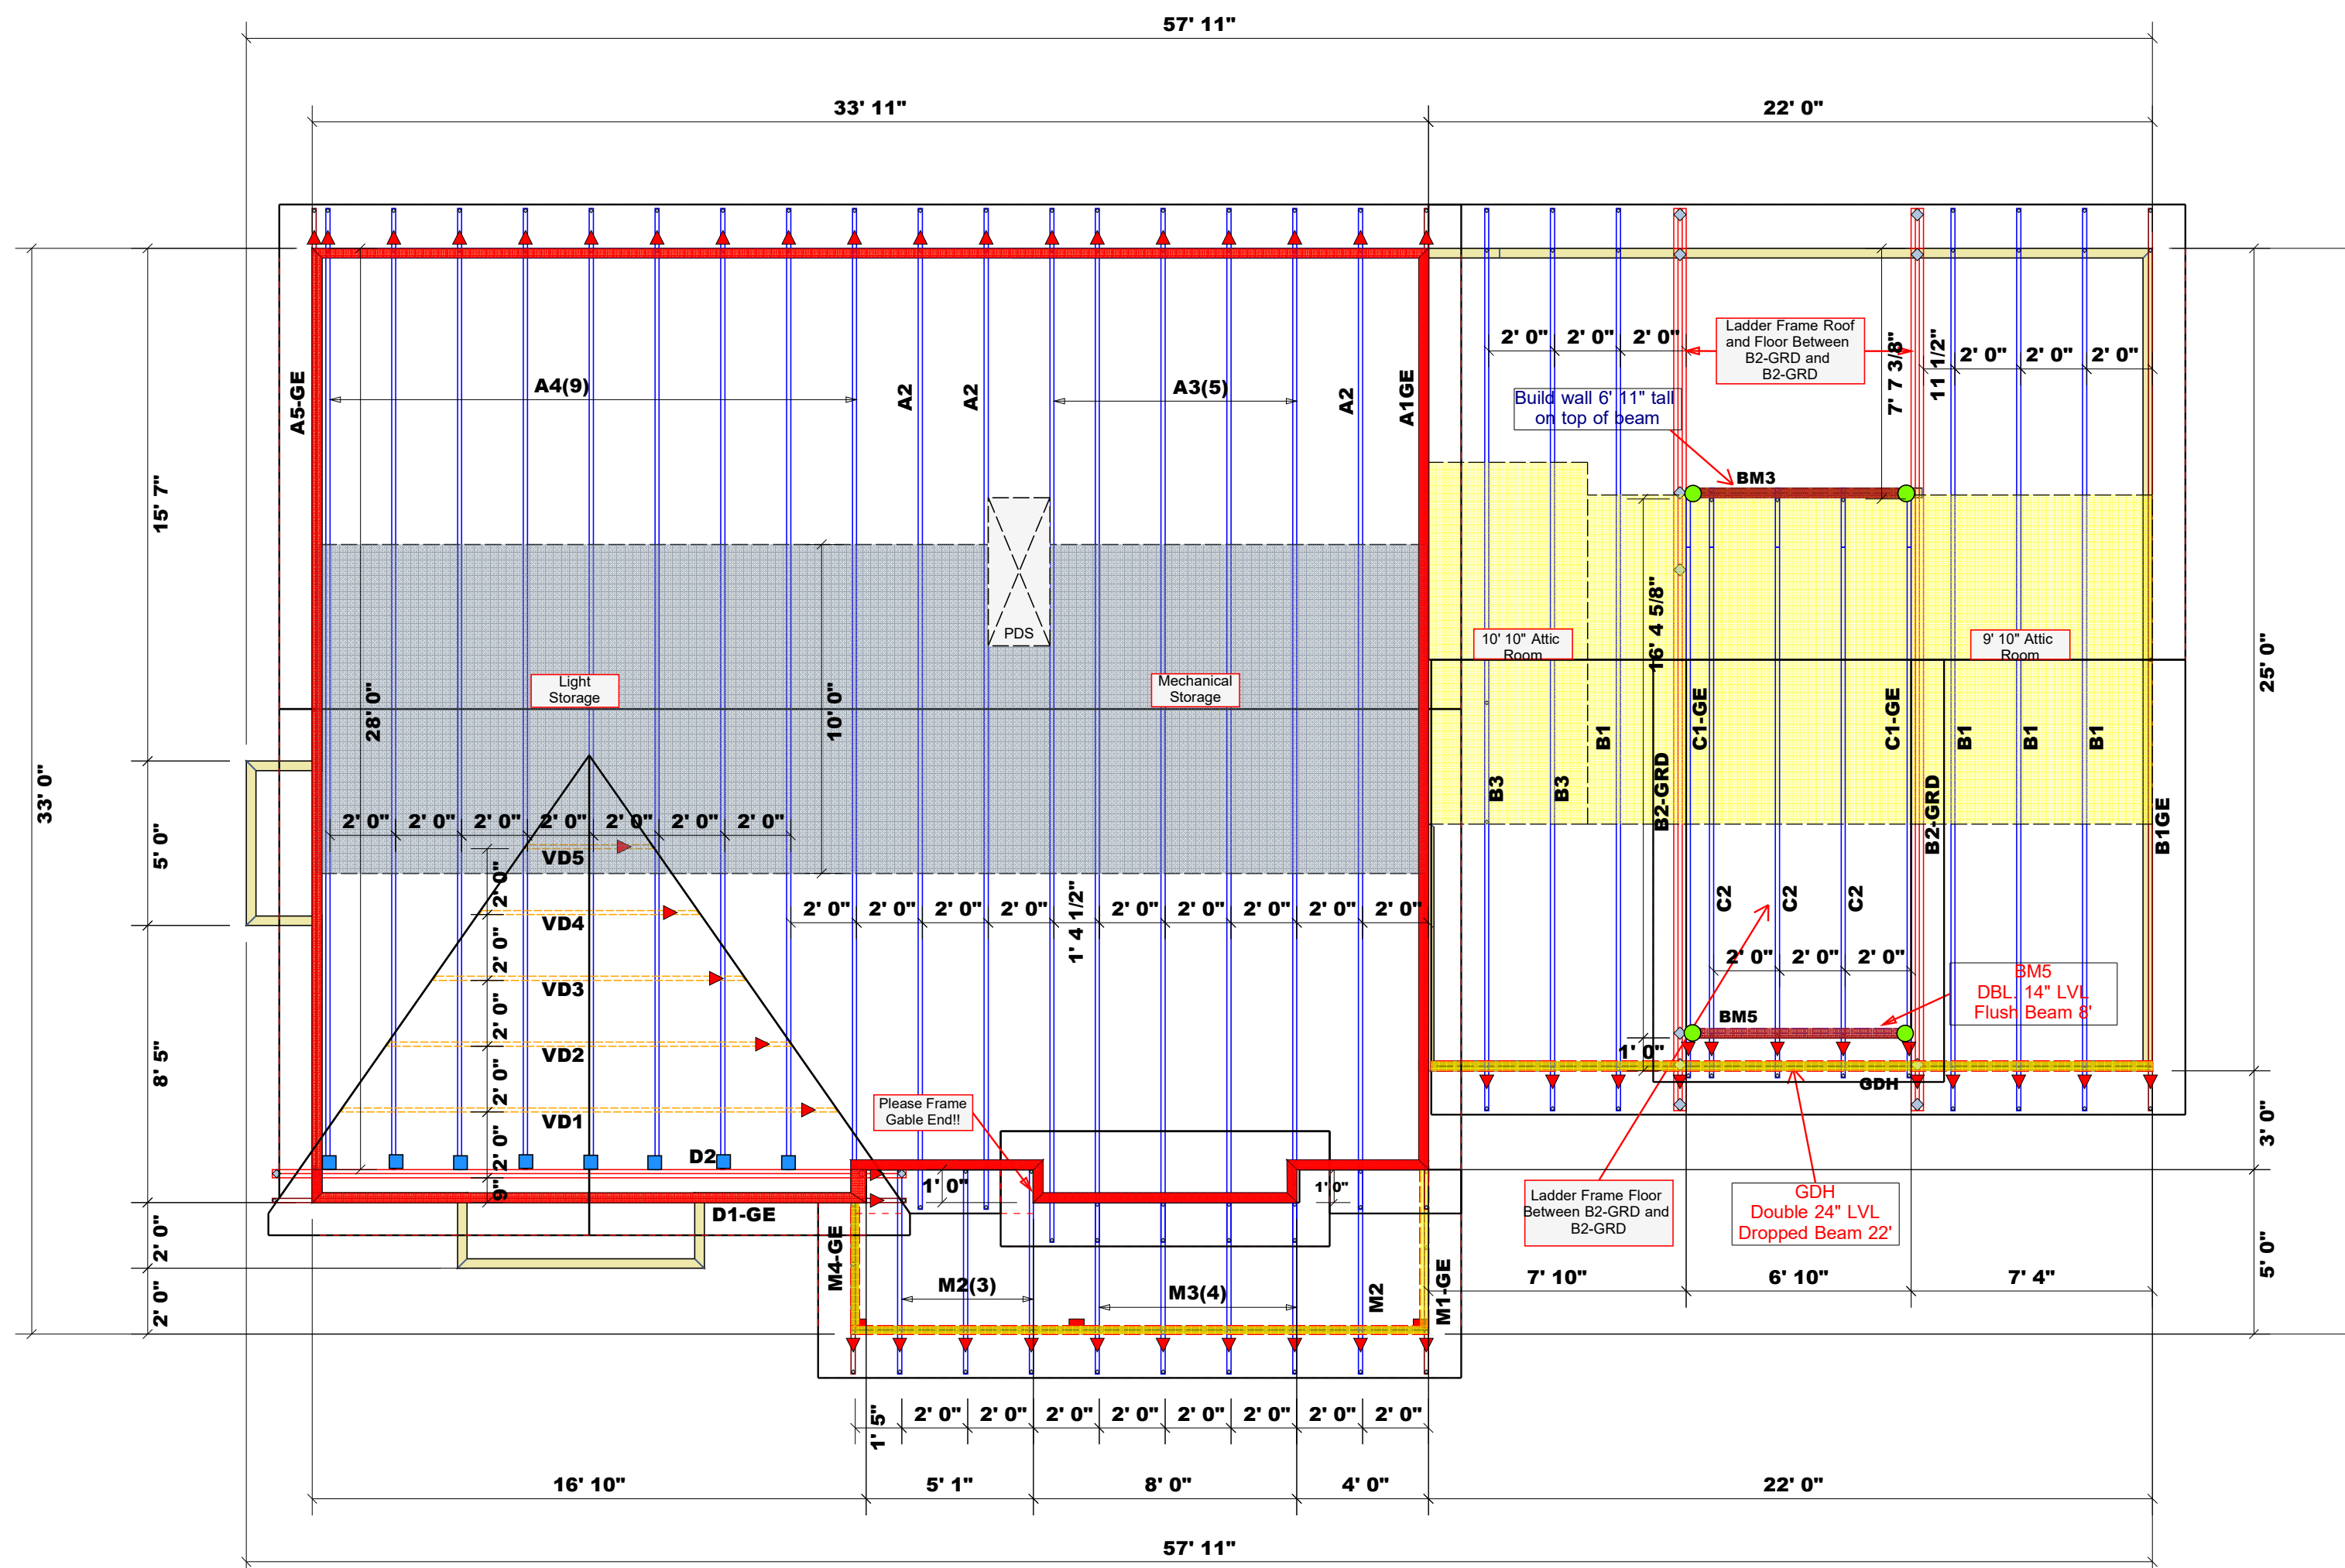 57' 11"
33' 11"
22' 0"
2' 0"
2' 0"
2' 0"
Ladder Frame Roof
and Floor Between
B2-GRD and
B2-GRD
7' 7 3/8"
11 1/2"
2' 0"
2' 0"
2' 0"
A5-GE
A4(9)
A2
A2
A3(5)
A2
A1GE
Build wall 6' 11" tall
on top of beam
BM3
15' 7"
PDS
10' 10" Attic
Room
16' 4 5/8"
9' 10" Attic
Room
25' 0"
Light
Storage
Mechanical
Storage
28' 0"
10' 0"
33' 0"
B3
B3
B1
B2-GRD
C1-GE
C1-GE
B2-GRD
B1
B1
B1
B1GE
5' 0"
2' 0"
2' 0"
2' 0"
2' 0"
2' 0"
2' 0"
2' 0"
VD5
2' 0"
VD4
2' 0"
VD3
2' 0"
VD2
2' 0"
VD1
2' 0"
9"
2' 0"
2' 0"
2' 0"
2' 0"
1' 4 1/2"
2' 0"
2' 0"
2' 0"
2' 0"
2' 0"
C2
C2
C2
2' 0"
2' 0"
2' 0"
BM5
DBL. 14" LVL
Flush Beam 8'
BM5
1' 0"
GDH
8' 5"
Please Frame
Gable End!!
D2
1' 0"
1' 0"
3' 0"
D1-GE
Ladder Frame Floor
Between B2-GRD and
B2-GRD
GDH
Double 24" LVL
Dropped Beam 22'
2' 0"
2' 0"
5' 0"
M4-GE
M2(3)
M3(4)
M2
M1-GE
7' 10"
6' 10"
7' 4"
1' 5"
2' 0"
2' 0"
2' 0"
2' 0"
2' 0"
2' 0"
2' 0"
2' 0"
16' 10"
5' 1"
8' 0"
4' 0"
22' 0"
57' 11"